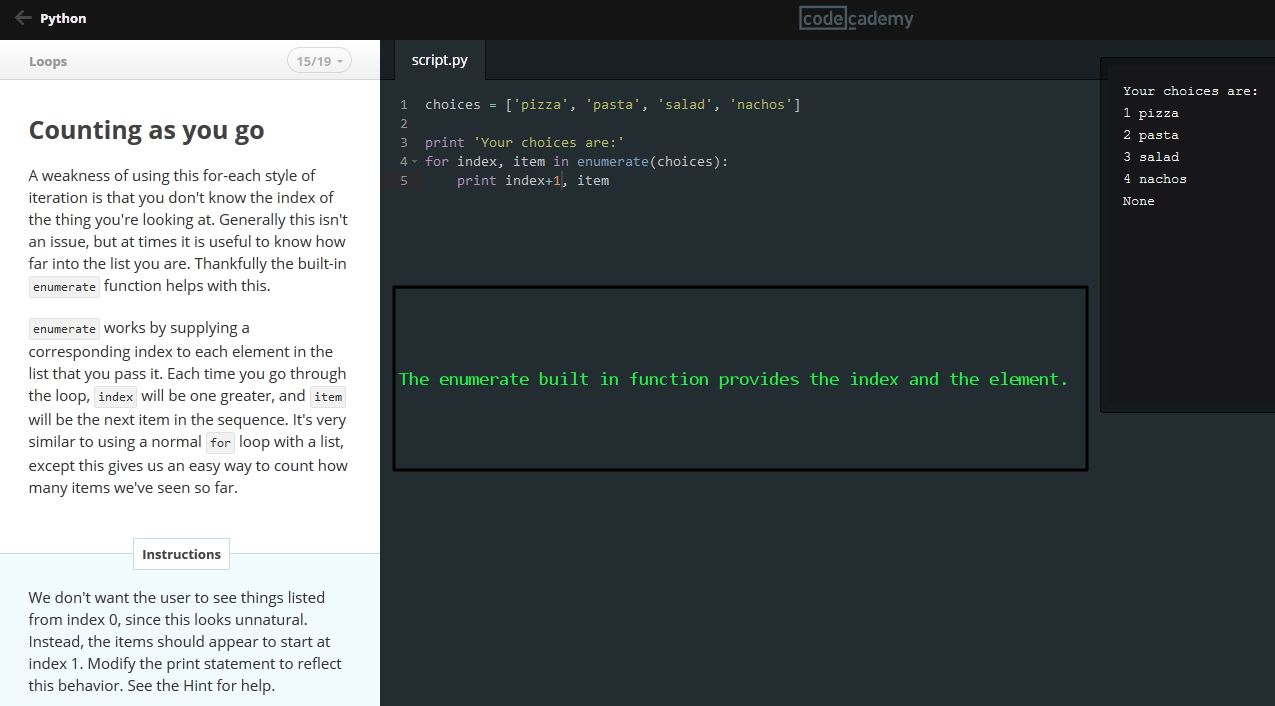 Python
codecademy
Loops
15/19
script.py
Counting as you go
A weakness of using this for-each style of
iteration is that you don't know the index of
the thing you're looking at. Generally this isn't
an issue, but at times it is useful to know how
far into the list you are. Thankfully the built-in
enumerate function helps with this.
enumerate works by supplying a
corresponding index to each element in the
list that you pass it. Each time you go through
the loop, index will be one greater, and item
will be the next item in the sequence. It's very
similar to using a normal for loop with a list,
except this gives us an easy way to count how
many items we've seen so far.
Instructions
We don't want the user to see things listed
from index 0, since this looks unnatural.
Instead, the items should appear to start at
index 1. Modify the print statement to reflect
this behavior. See the Hint for help.
1 choices = ['pizza', 'pasta', 'salad', 'nachos']
2
3 print 'Your choices are:'
4 for index, item in enumerate(choices):
5     print index+1, item
The enumerate built in function provides the index and the element.
Your choices are:
1 pizza
2 pasta
3 salad
4 nachos
None